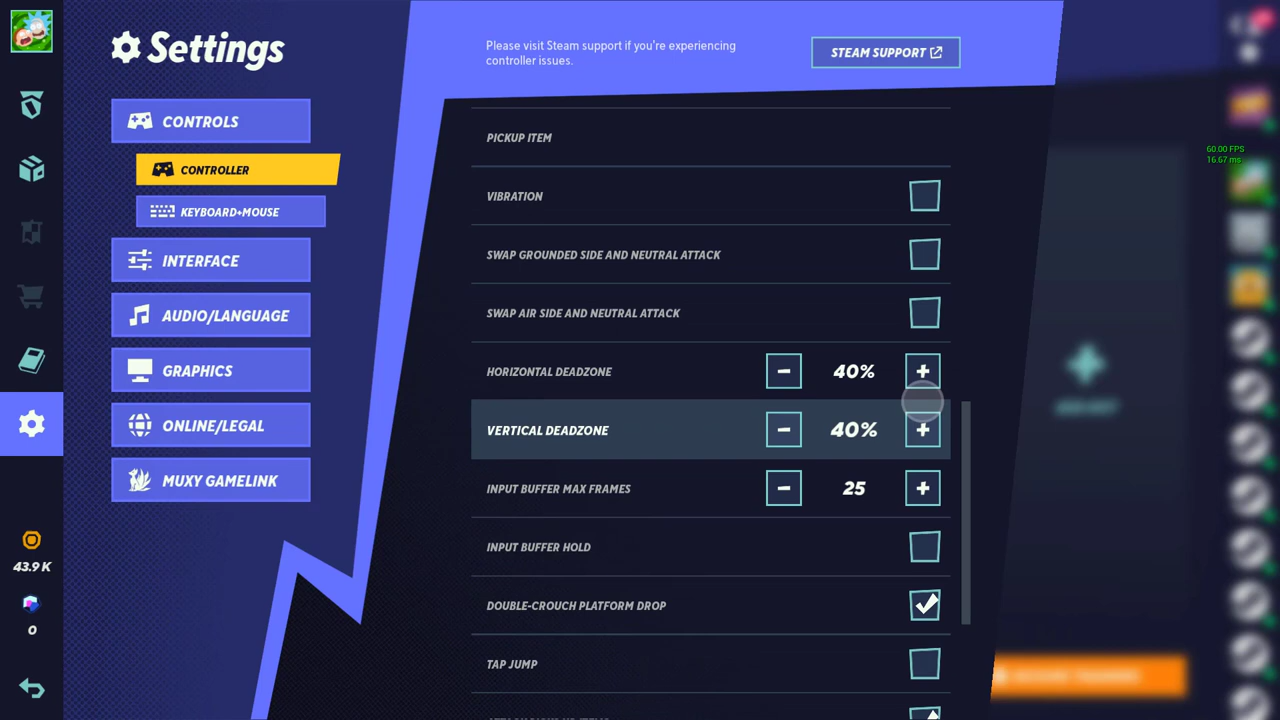 Settings
Please visit Steam support if you're experiencing
controller issues.
STEAM SUPPORT
CONTROLS
CONTROLLER
KEYBOARD+MOUSE
INTERFACE
AUDIO/LANGUAGE
GRAPHICS
ONLINE/LEGAL
MUXY GAMELINK
43.9 K
0
PICKUP ITEM
VIBRATION
SWAP GROUNDED SIDE AND NEUTRAL ATTACK
SWAP AIR SIDE AND NEUTRAL ATTACK
HORIZONTAL DEADZONE - 40% +
VERTICAL DEADZONE - 40% +
INPUT BUFFER MAX FRAMES - 25 +
INPUT BUFFER HOLD
DOUBLE-CROUCH PLATFORM DROP
TAP JUMP
60.00 FPS
16.67 ms